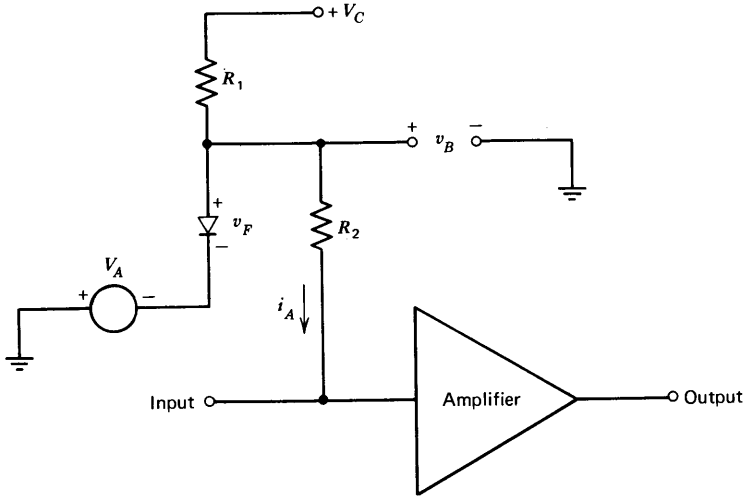 + V_C
R_1
+ v_B −
+
v_F
−
R_2
V_A
+ −
i_A
Input
Amplifier
Output